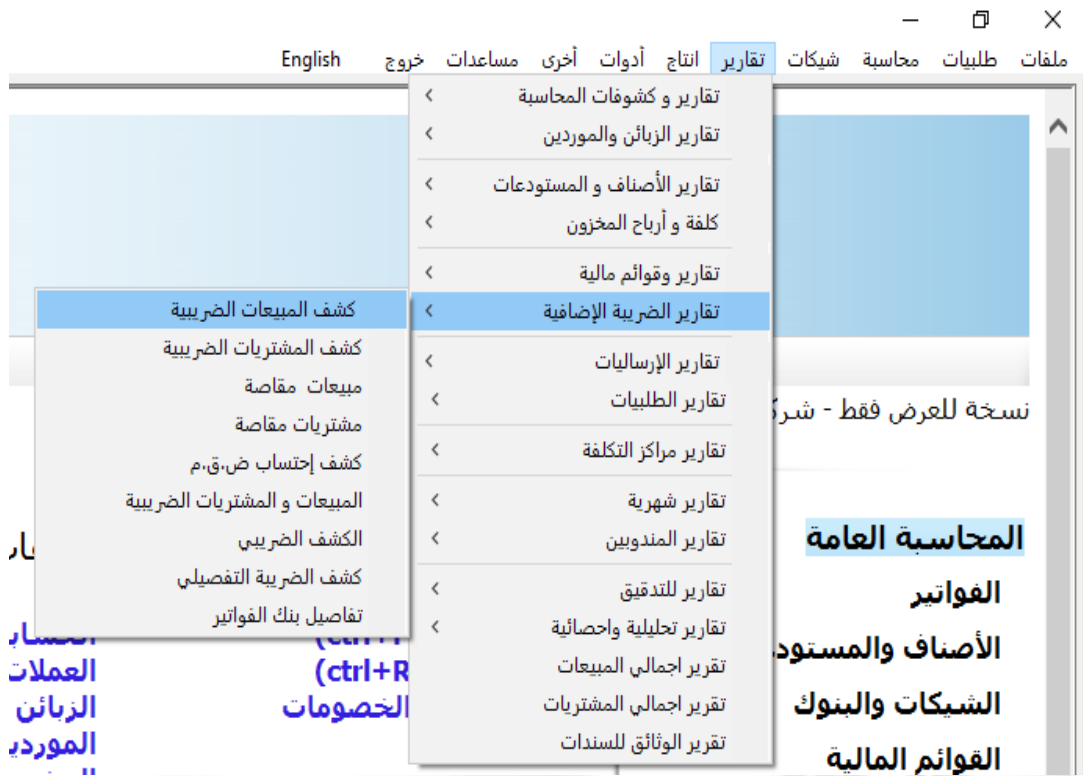 ملفات طلبيات محاسبة شيكات تقارير انتاج أدوات أخرى مساعدات خروج English
تقارير و كشوفات المحاسبة
تقارير الزبائن والموردين
تقارير الأصناف و المستودعات
كلفة و أرباح المخزون
تقارير وقوائم مالية
تقارير الضريبة الإضافية
تقارير الإرساليات
تقارير الطلبيات
تقارير مراكز التكلفة
تقارير شهرية
تقارير المندوبين
تقارير للتدقيق
تقارير تحليلية واحصائية
تقرير اجمالي المبيعات
تقرير اجمالي المشتريات
تقرير الوثائق للسندات
كشف المبيعات الضريبية
كشف المشتريات الضريبية
مبيعات مقاصة
مشتريات مقاصة
كشف إحتساب ض.ق.م
المبيعات و المشتريات الضريبية
الكشف الضريبي
كشف الضريبة التفصيلي
تفاصيل بنك الفواتير
نسخة للعرض فقط -
المحاسبة العامة
الفواتير
الأصناف
الشيكات والبنوك
القوائم المالية
(ctrl+R
الخصومات
العملات
الزبائن